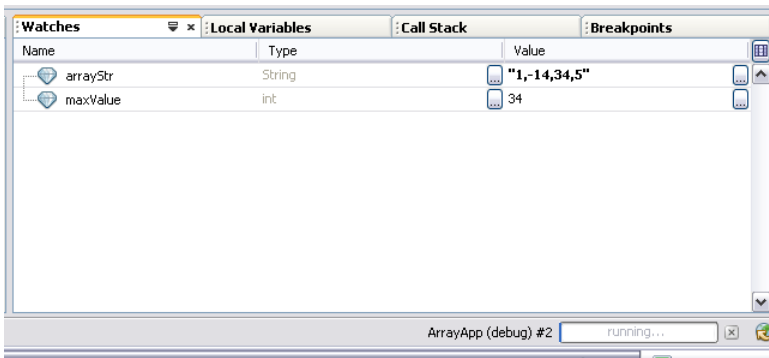 Watches Local Variables Call Stack Breakpoints
Name Type Value
arrayStr String ... "1,-14,34,5" ...
maxValue int ... 34 ...
ArrayApp (debug) #2 running...